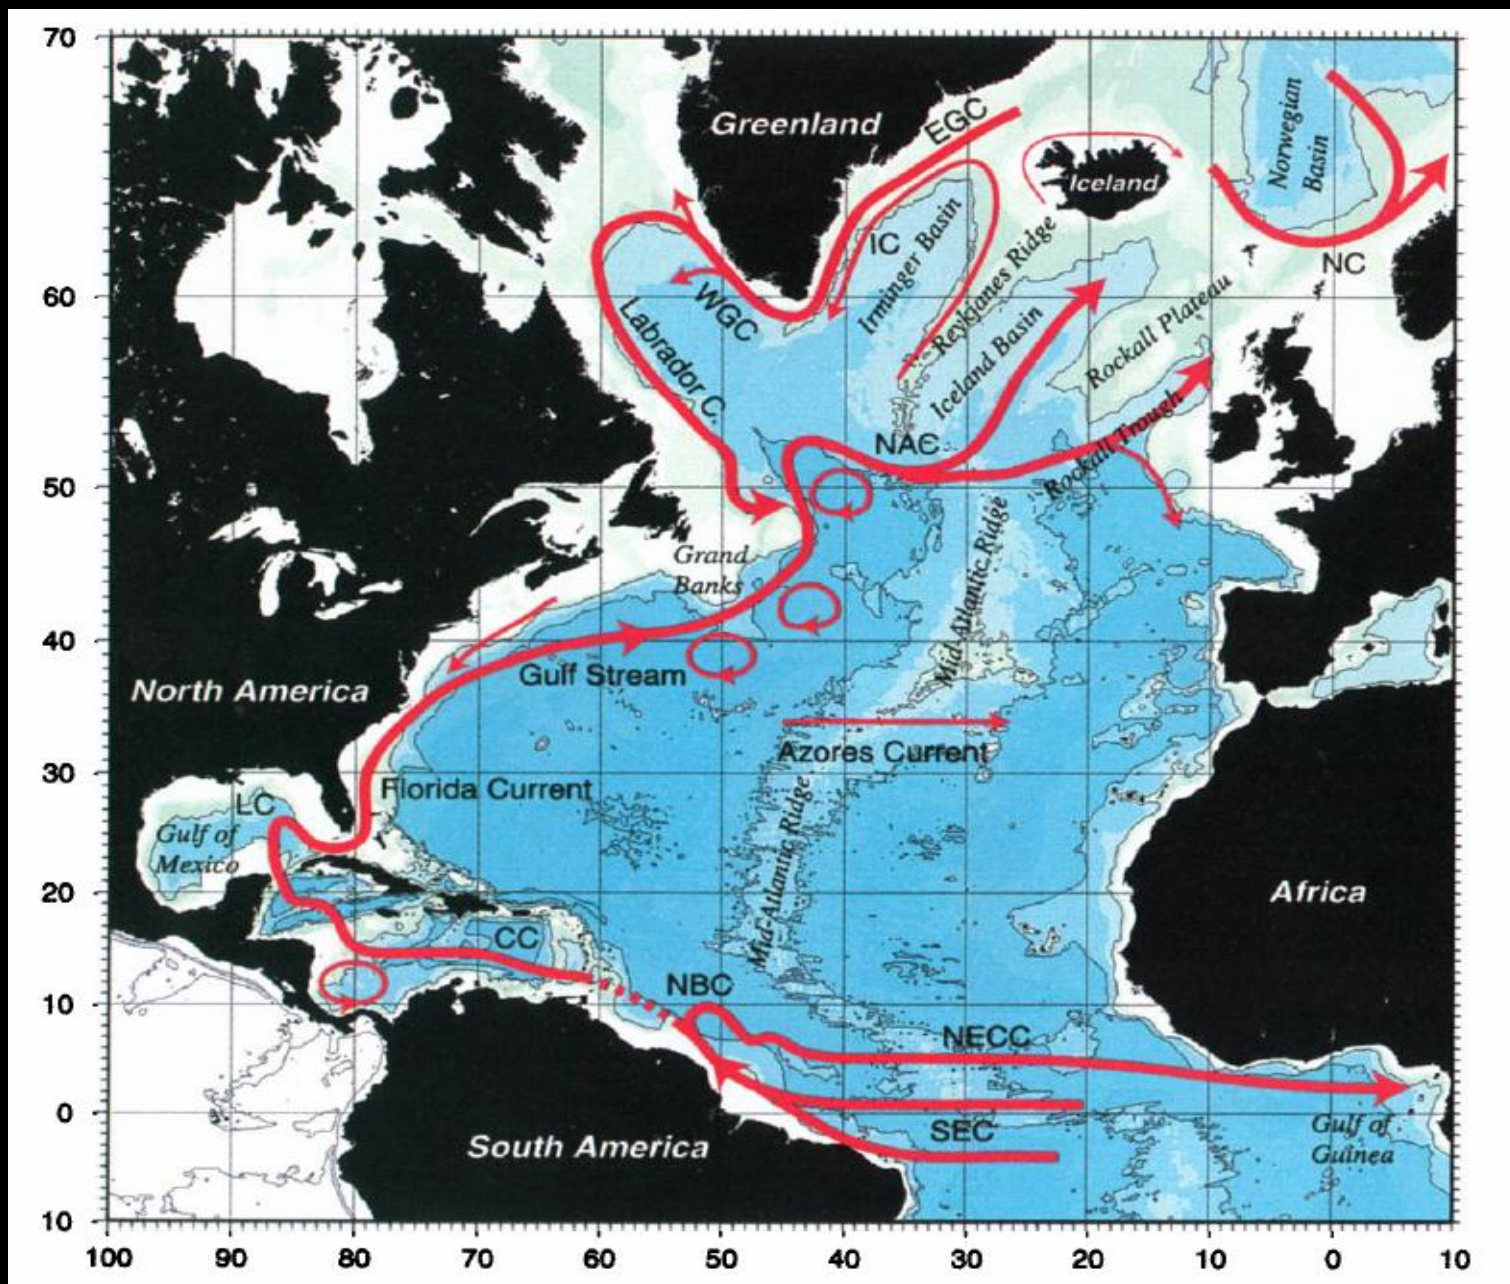 70
60
50
40
30
20
10
0
10
100
90
80
70
60
50
40
30
20
10
0
10
Greenland
EGC
Iceland
Norwegian
Basin
NC
IC
Irminger Basin
Reykjanes Ridge
Iceland Basin
Rockall Plateau
Rockall Trough
WGC
Labrador C.
NAC
Grand
Banks
Mid-Atlantic Ridge
North America
Gulf Stream
Azores Current
Florida Current
LC
Gulf of
Mexico
Mid-Atlantic Ridge
Africa
CC
NBC
NECC
SEC
Gulf of
Guinea
South America